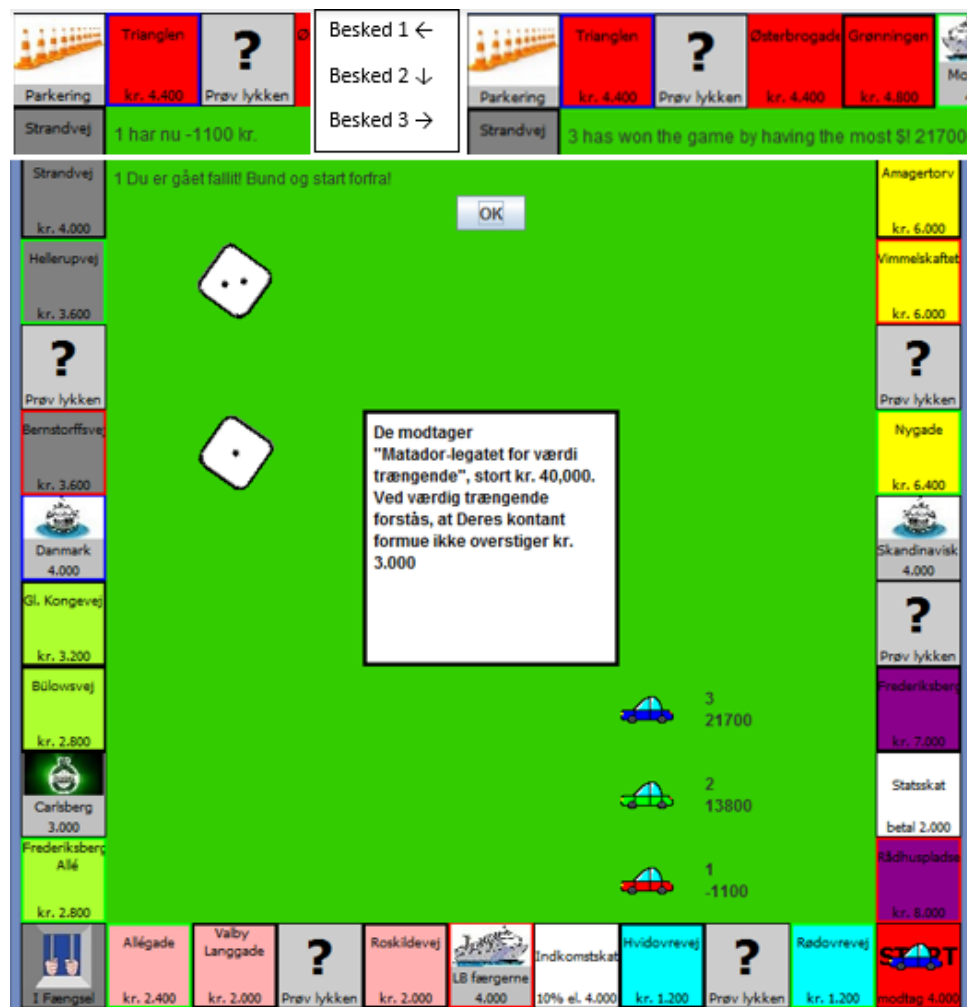 Trianglen
?
Ø
Parkering
kr. 4.400
Prøv lykken
Strandvej
1 har nu -1100 kr.
Besked 1 ←
Besked 2 ↓
Besked 3 →
Trianglen
?
Østerbrogade
Grønningen
Mo
Parkering
kr. 4.400
Prøv lykken
kr. 4.400
kr. 4.800
Strandvej
3 has won the game by having the most $! 21700
Strandvej
kr. 4.000
1 Du er gået fallit! Bund og start forfra!
OK
Amagertorv
kr. 6.000
Hellerupvej
kr. 3.600
Vimmelskaftet
kr. 6.000
?
Prøv lykken
?
Prøv lykken
Bernstorffsvej
kr. 3.600
Nygade
kr. 6.400
De modtager
"Matador-legatet for værdi
trængende", stort kr. 40,000.
Ved værdig trængende
forstås, at Deres kontant
formue ikke overstiger kr.
3.000
Danmark
4.000
Skandinavisk
4.000
Gl. Kongevej
kr. 3.200
?
Prøv lykken
Bülowsvej
kr. 2.800
Frederiksberg
kr. 7.000
3
21700
Carlsberg
3.000
Statsskat
betal 2.000
2
13800
Frederiksberg
Allé
kr. 2.800
Rådhuspladse
kr. 8.000
1
-1100
I Fængsel
Allégade
kr. 2.400
Valby
Langgade
kr. 2.000
?
Prøv lykken
Roskildevej
kr. 2.000
LB færgerne
4.000
Indkomstskat
10% el. 4.000
Hvidovrevej
kr. 1.200
?
Prøv lykken
Rødovrevej
kr. 1.200
START
modtag 4.000